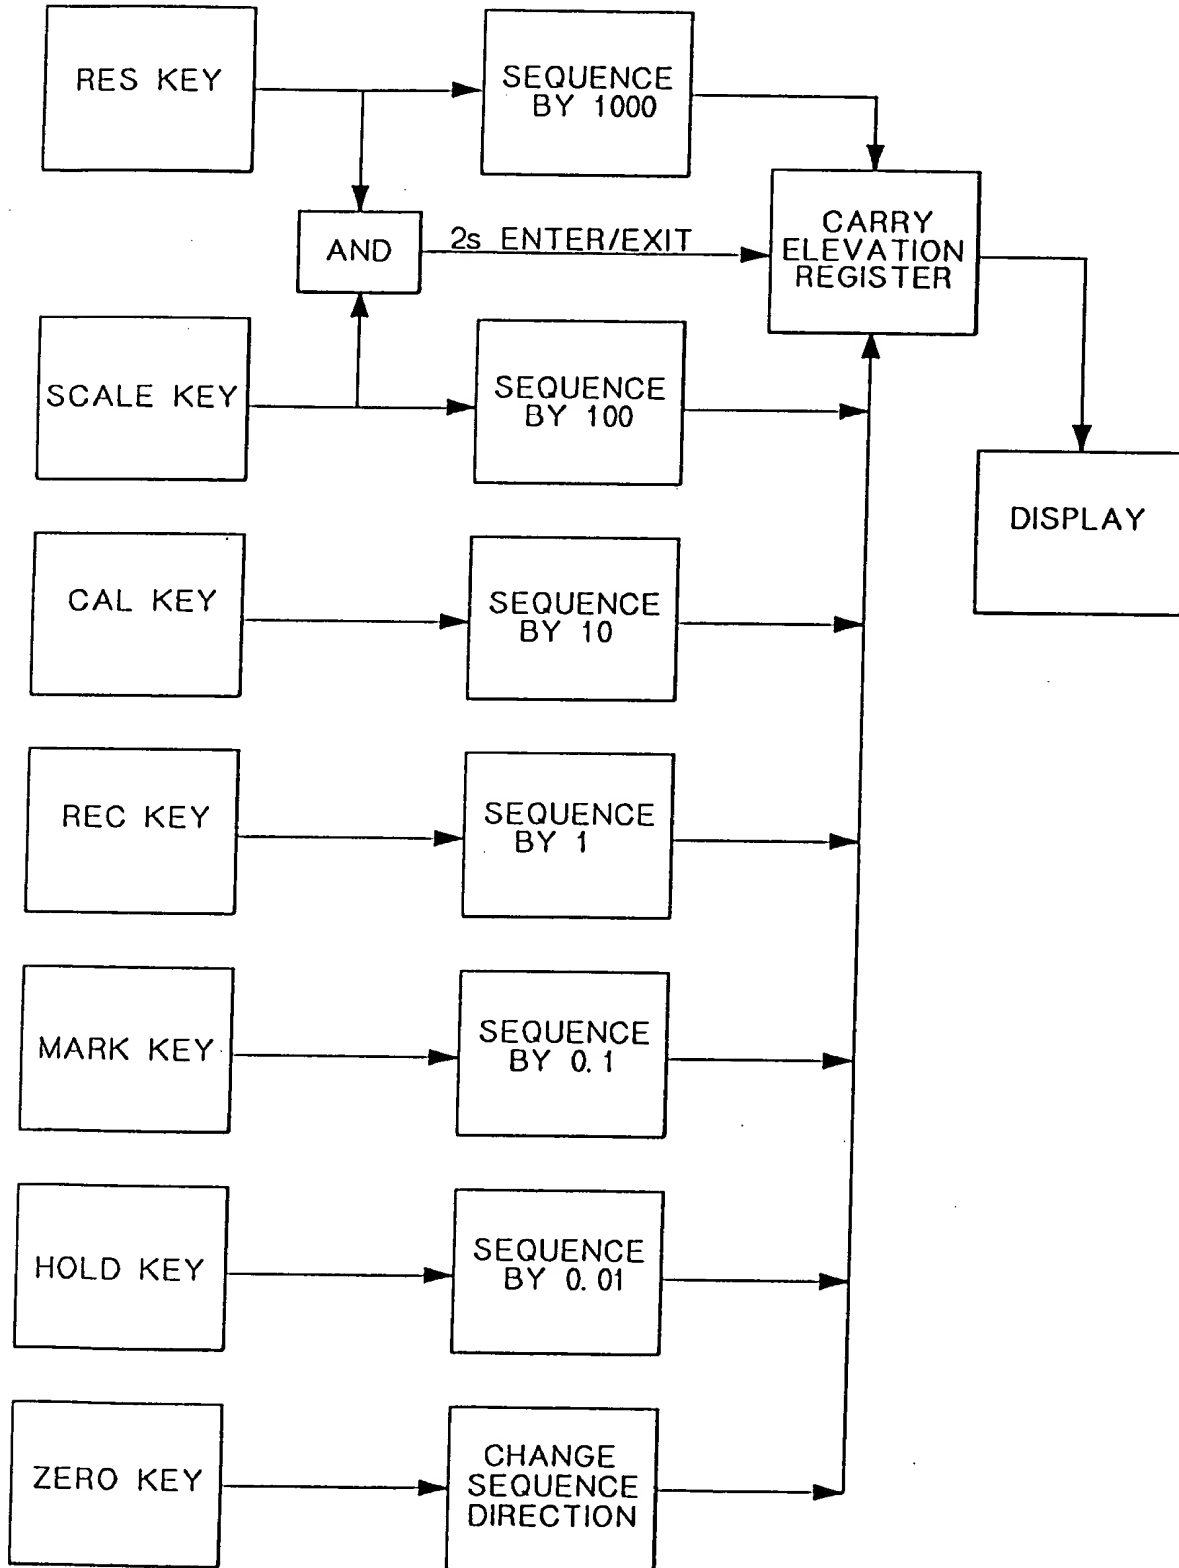 RES KEY
SEQUENCE
BY 1000
AND
2s ENTER/EXIT
CARRY
ELEVATION
REGISTER
SCALE KEY
SEQUENCE
BY 100
DISPLAY
CAL KEY
SEQUENCE
BY 10
REC KEY
SEQUENCE
BY 1
MARK KEY
SEQUENCE
BY 0.1
HOLD KEY
SEQUENCE
BY 0.01
ZERO KEY
CHANGE
SEQUENCE
DIRECTION